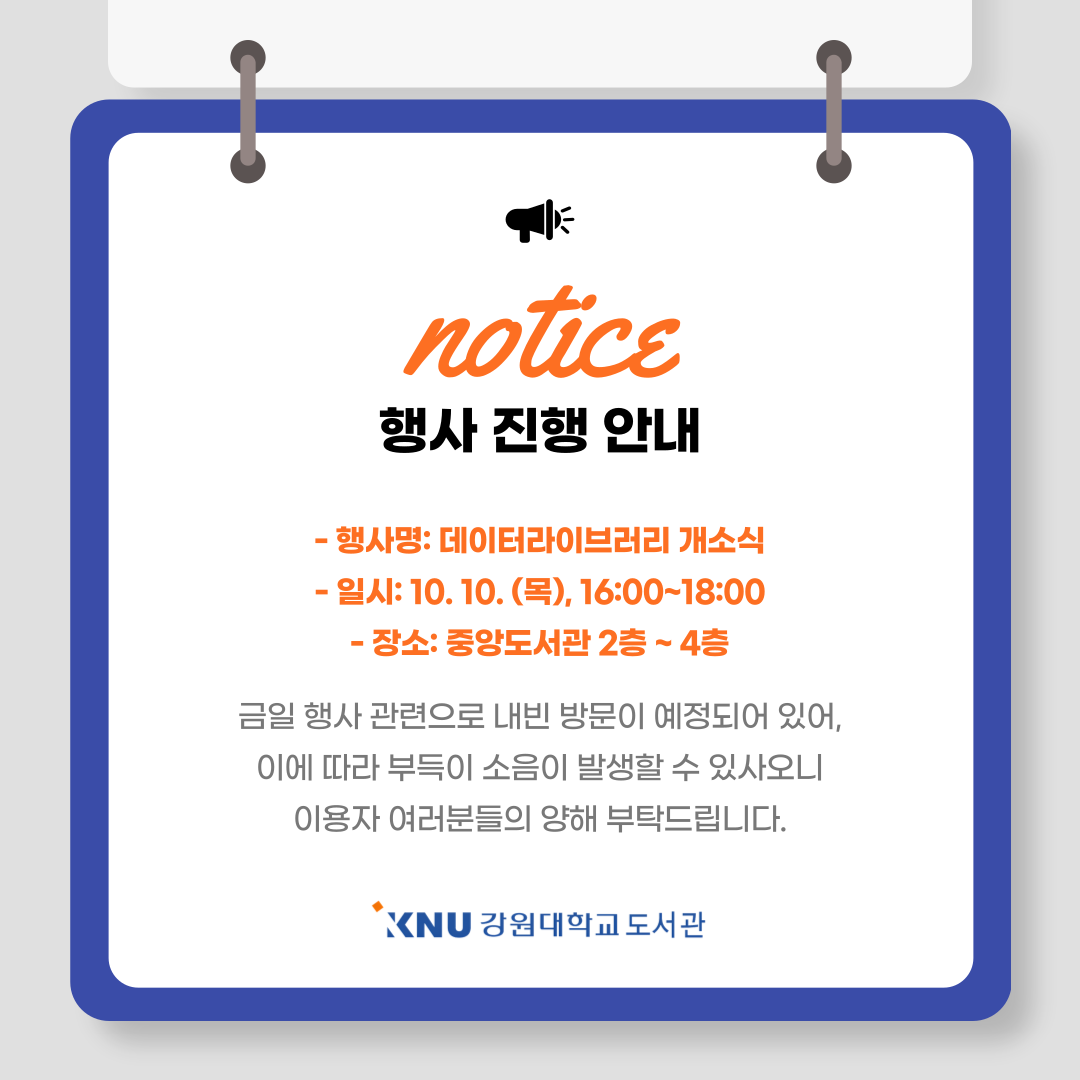 notice
행사 진행 안내
- 행사명: 데이터라이브러리 개소식
- 일시: 10. 10. (목), 16:00~18:00
- 장소: 중앙도서관 2층 ~ 4층
금일 행사 관련으로 내빈 방문이 예정되어 있어,
이에 따라 부득이 소음이 발생할 수 있사오니
이용자 여러분들의 양해 부탁드립니다.
KNU 강원대학교 도서관